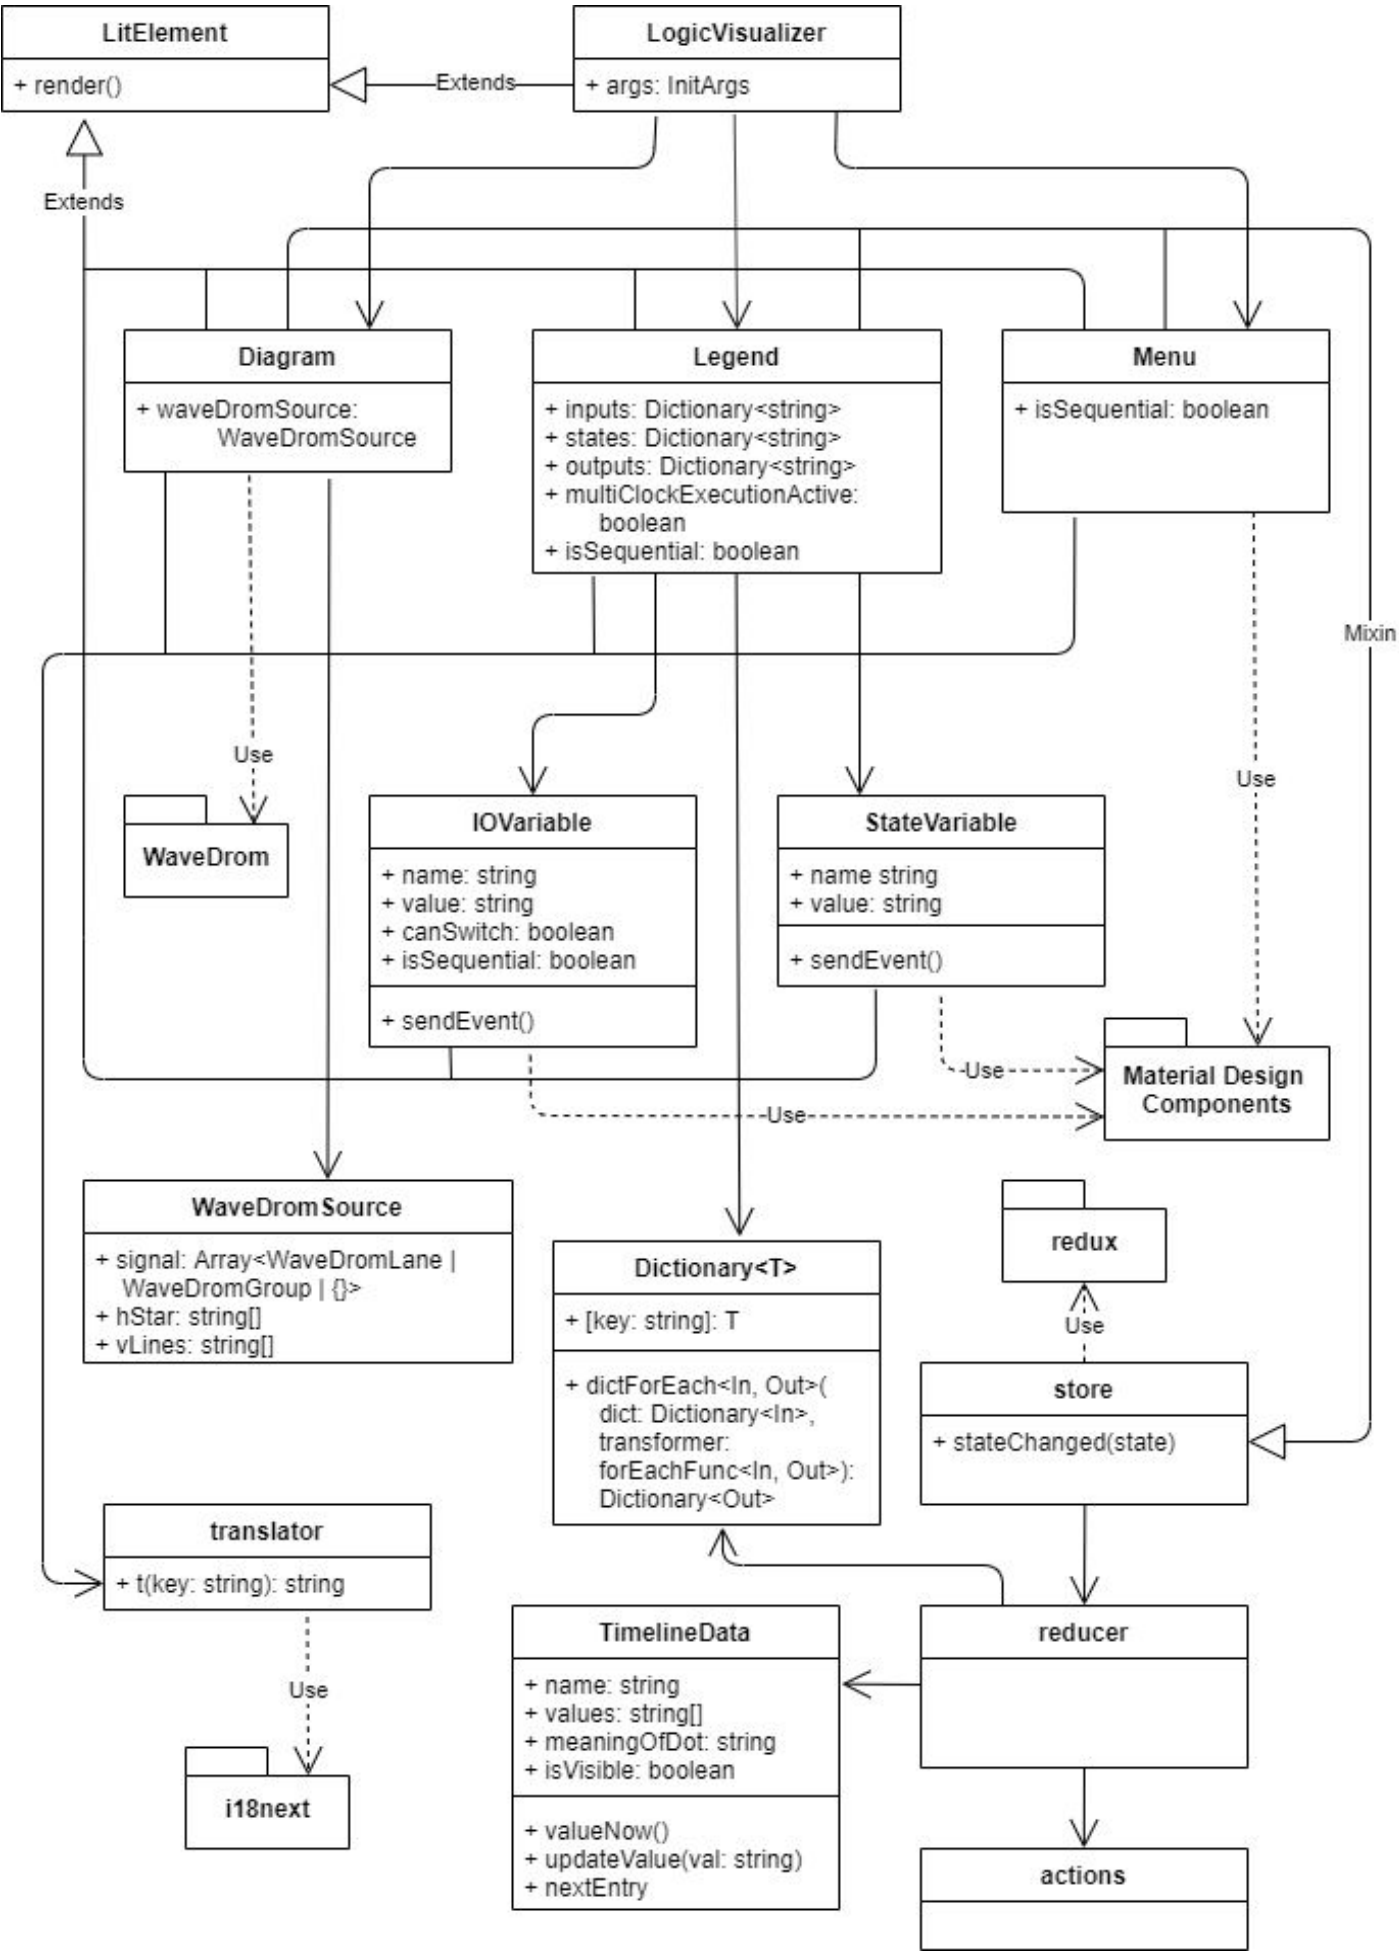 LitElement
+ render()
Extends
LogicVisualizer
+ args: InitArgs
Extends
Diagram
+ waveDromSource:
WaveDromSource
Legend
+ inputs: Dictionary<string>
+ states: Dictionary<string>
+ outputs: Dictionary<string>
+ multiClockExecutionActive:
boolean
+ isSequential: boolean
Menu
+ isSequential: boolean
Mixin
Use
Use
WaveDrom
IOVariable
+ name: string
+ value: string
+ canSwitch: boolean
+ isSequential: boolean
+ sendEvent()
StateVariable
+ name string
+ value: string
+ sendEvent()
Use
Use
Material Design
Components
WaveDromSource
+ signal: Array<WaveDromLane |
WaveDromGroup | {}>
+ hStar: string[]
+ vLines: string[]
Dictionary<T>
+ [key: string]: T
+ dictForEach<In, Out>(
dict: Dictionary<In>,
transformer:
forEachFunc<In, Out>):
Dictionary<Out>
redux
Use
store
+ stateChanged(state)
translator
+ t(key: string): string
Use
i18next
TimelineData
+ name: string
+ values: string[]
+ meaningOfDot: string
+ isVisible: boolean
+ valueNow()
+ updateValue(val: string)
+ nextEntry
reducer
actions